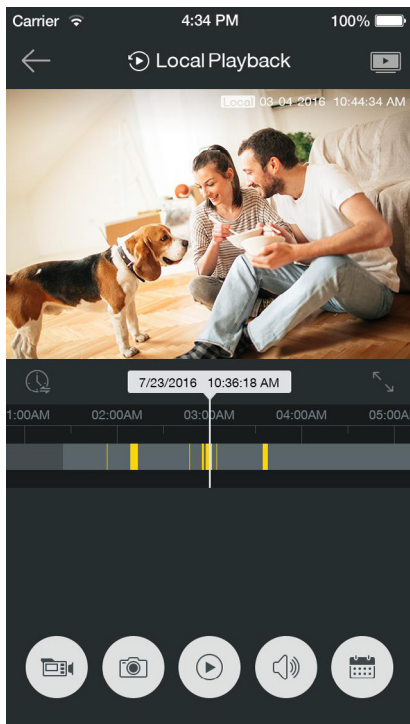 Carrier 4:34 PM 100%
Local Playback
Local 03-04-2016 10:44:34 AM
7/23/2016 10:36:18 AM
1:00AM 02:00AM 03:00AM 04:00AM 05:00A